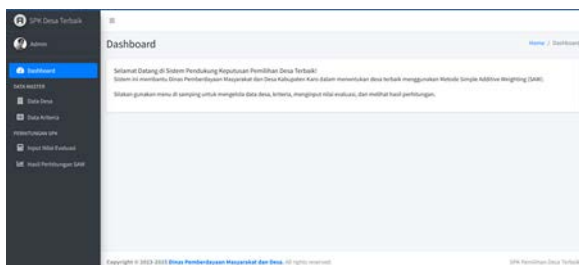 SPK Desa Terbaik
Admin
Dashboard
DATA MASTER
Data Desa
Data Kriteria
PERHITUNGAN SPK
Input Nilai Evaluasi
Hasil Perhitungan SAW
Dashboard
Home / Dashboard
Selamat Datang di Sistem Pendukung Keputusan Pemilihan Desa Terbaik!
Sistem ini membantu Dinas Pemberdayaan Masyarakat dan Desa Kabupaten Karo dalam menentukan desa terbaik menggunakan Metode Simple Additive Weighting (SAW).
Silakan gunakan menu di samping untuk mengelola data desa, kriteria, menginput nilai evaluasi, dan melihat hasil perhitungan.
Copyright © 2023-2025 Dinas Pemberdayaan Masyarakat dan Desa. All rights reserved.
SPK Pemilihan Desa Terbaik